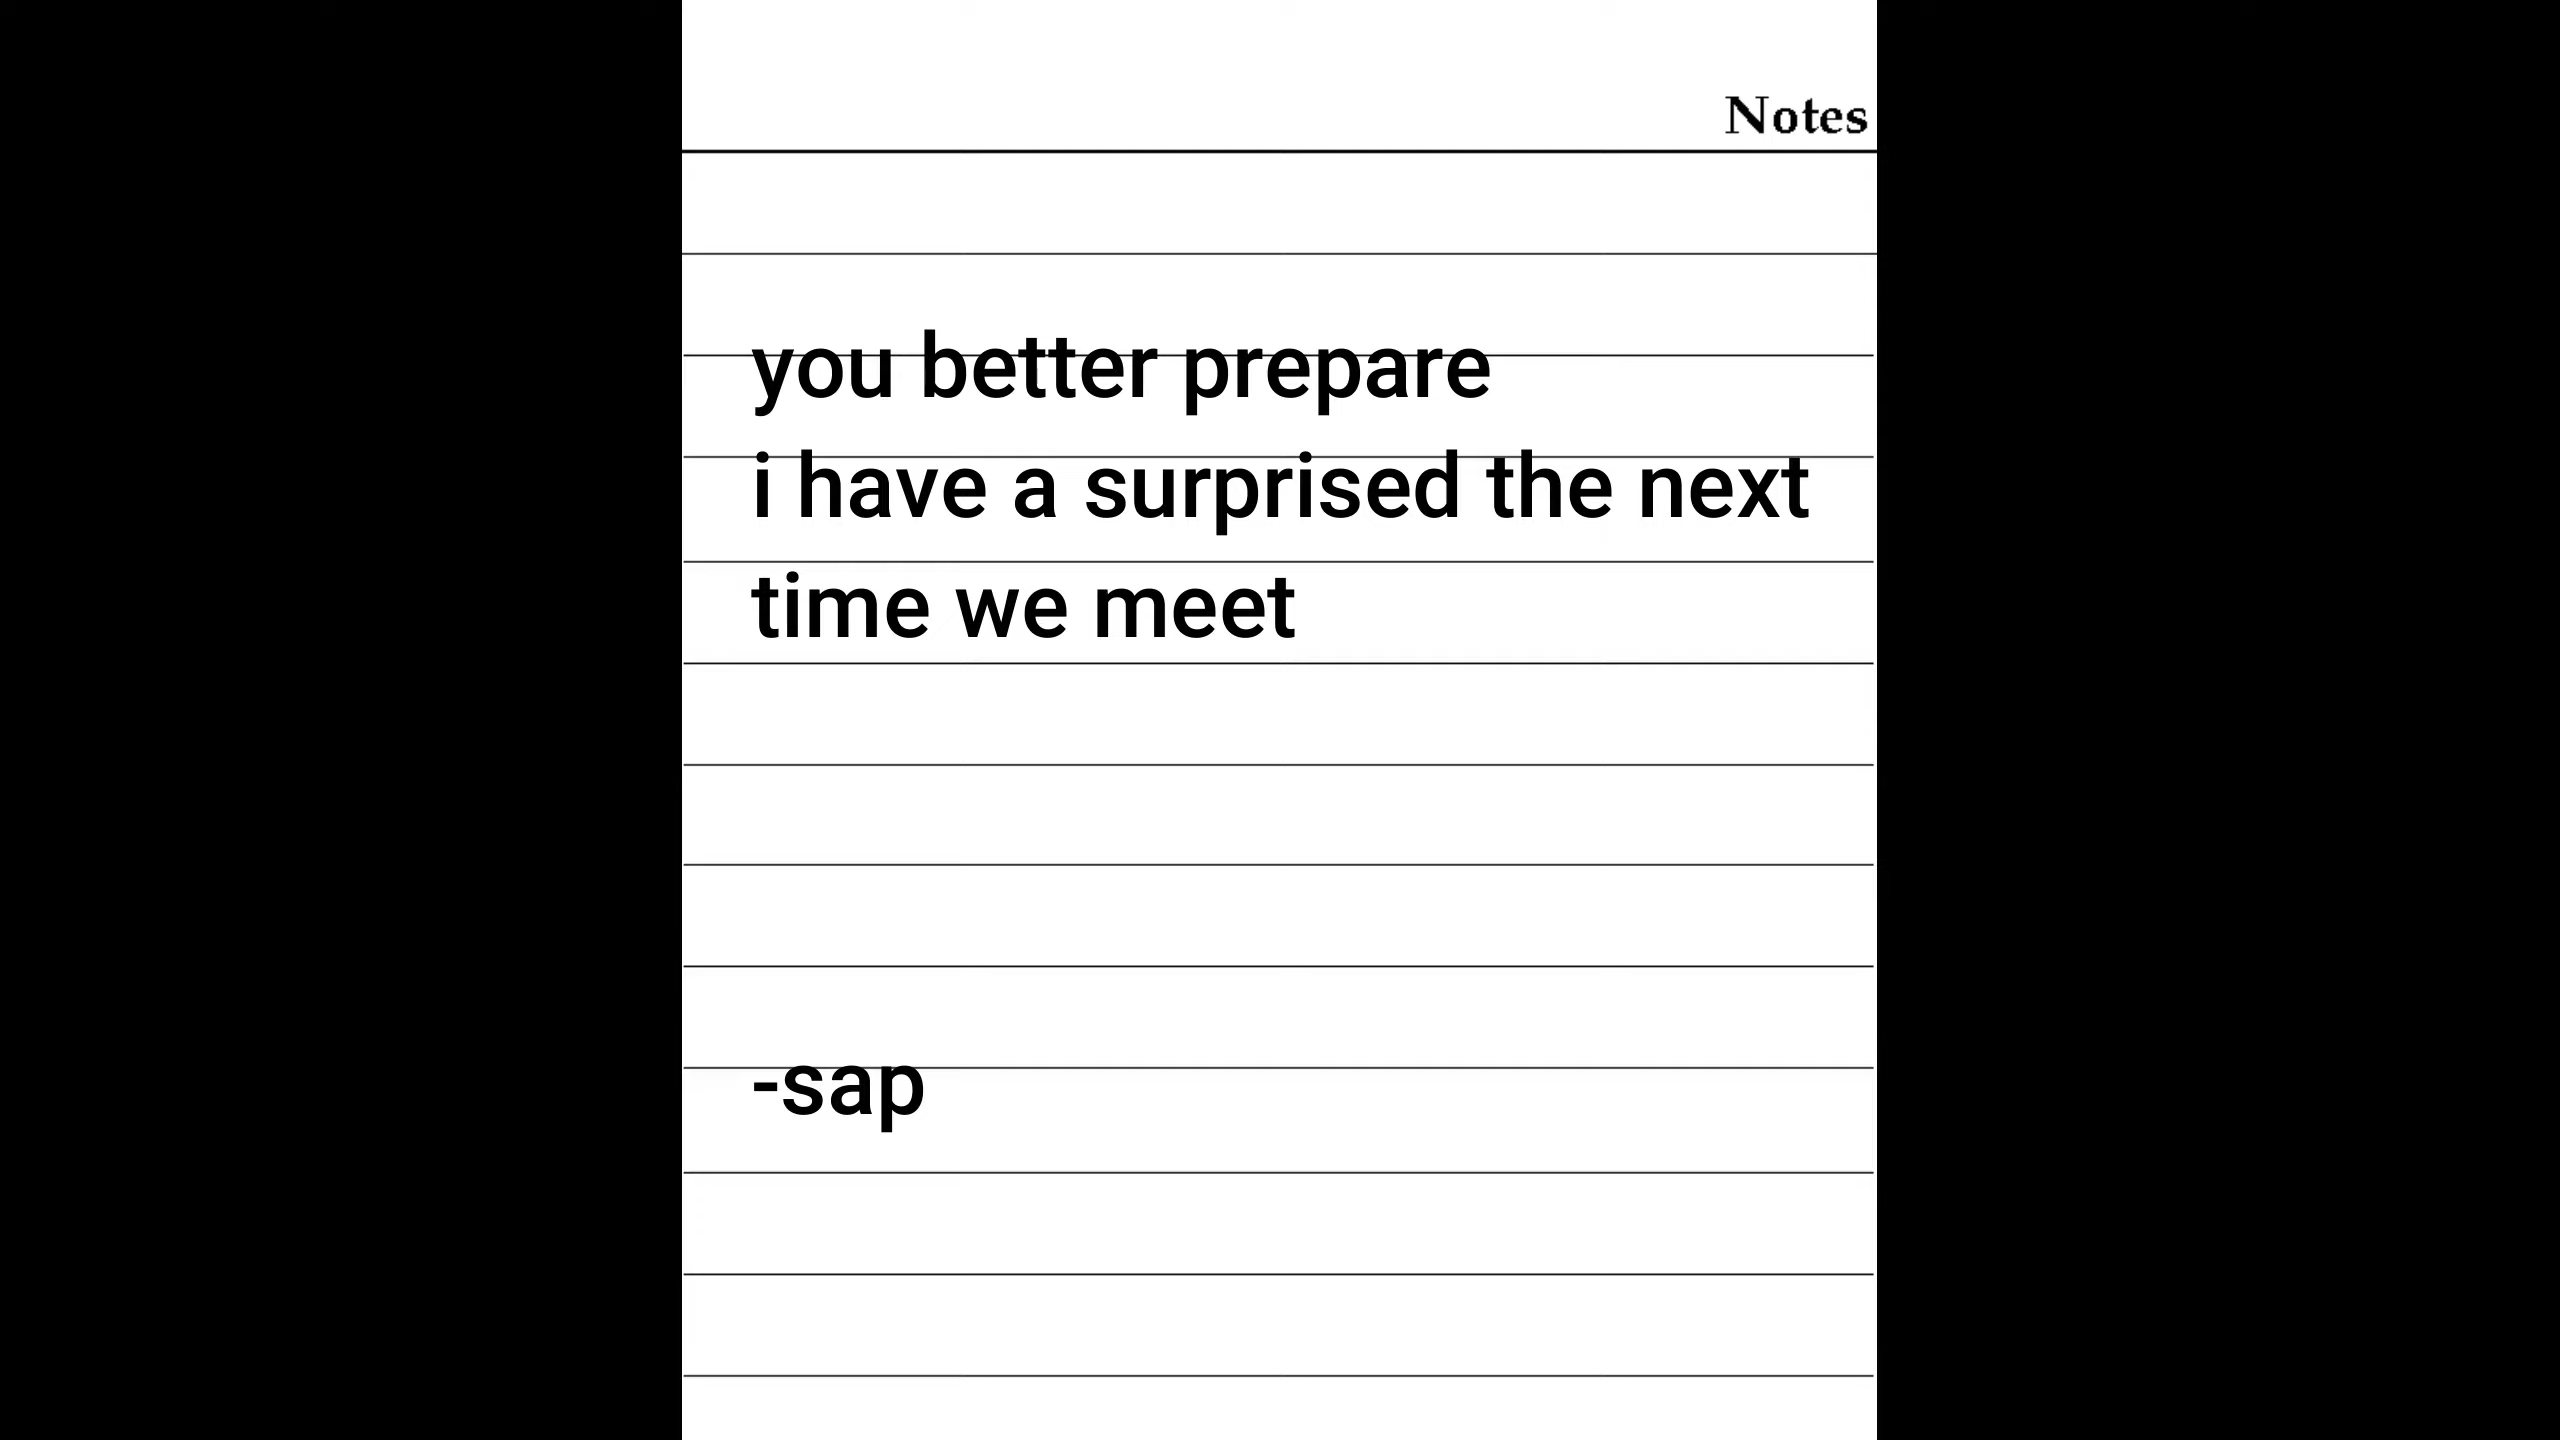 Notes
you better prepare
i have a surprised the next
time we meet
-sap